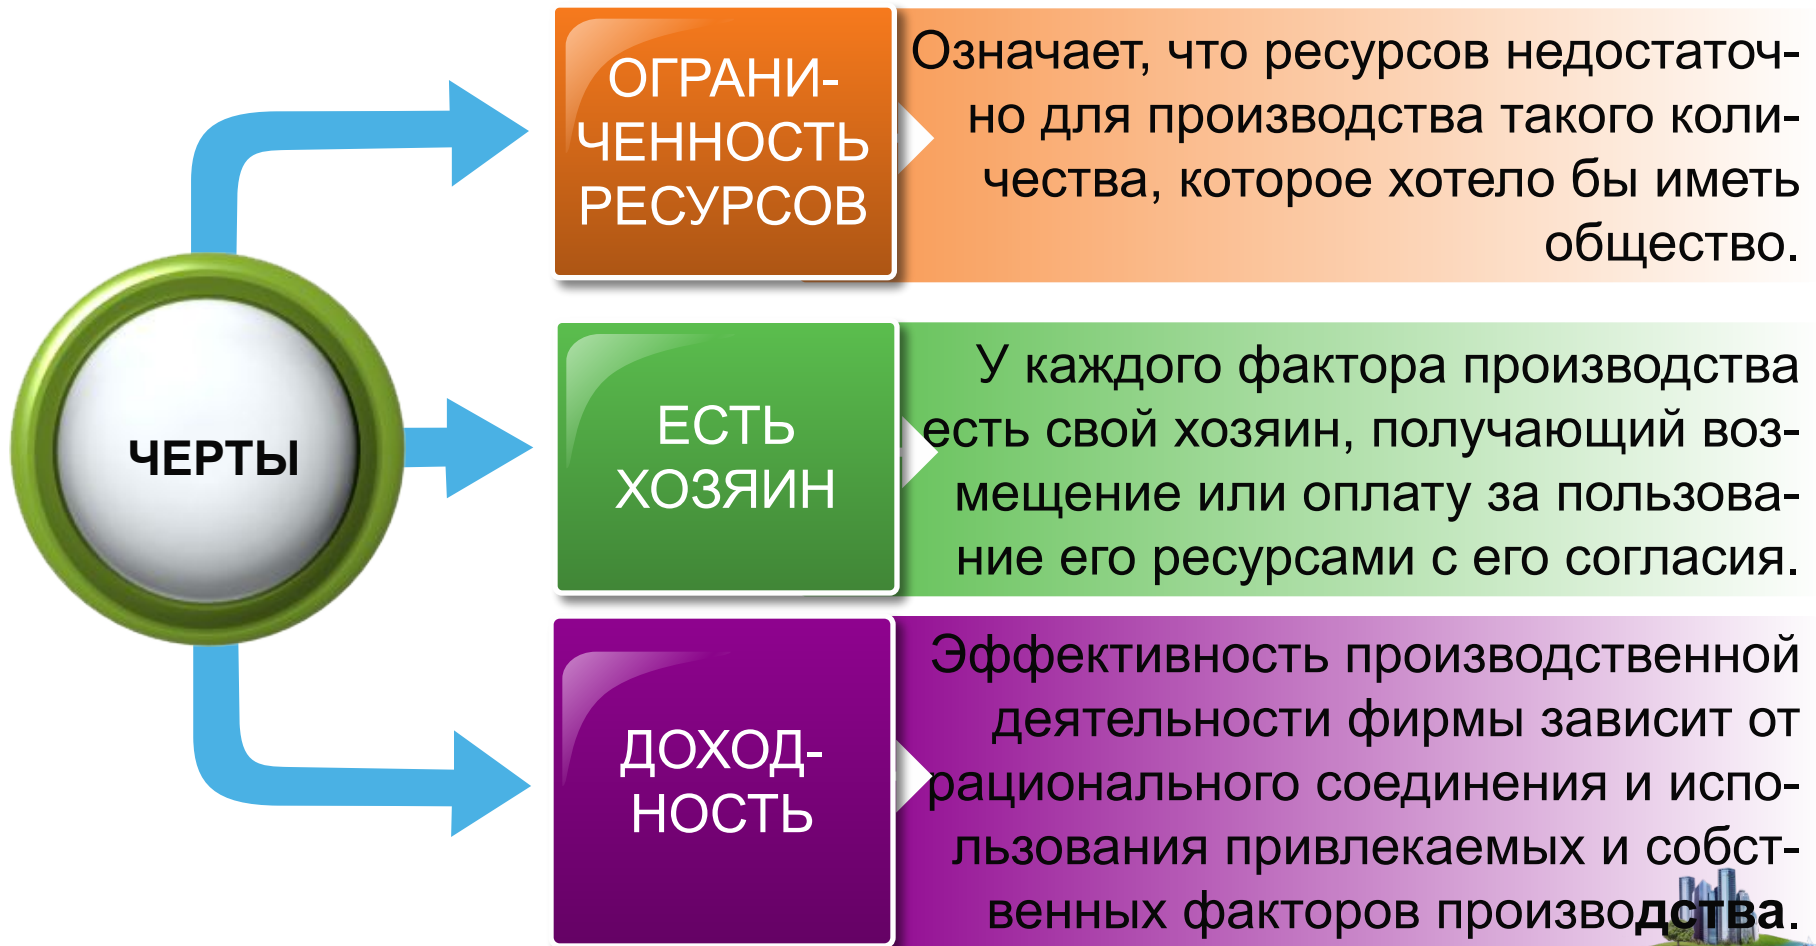 ЧЕРТЫ
ОГРАНИ-
ЧЕННОСТЬ
РЕСУРСОВ
Означает, что ресурсов недостаточ-
но для производства такого коли-
чества, которое хотело бы иметь
общество.
ЕСТЬ
ХОЗЯИН
У каждого фактора производства
есть свой хозяин, получающий воз-
мещение или оплату за пользова-
ние его ресурсами с его согласия.
ДОХОД-
НОСТЬ
Эффективность производственной
деятельности фирмы зависит от
рационального соединения и испо-
льзования привлекаемых и собст-
венных факторов производства.